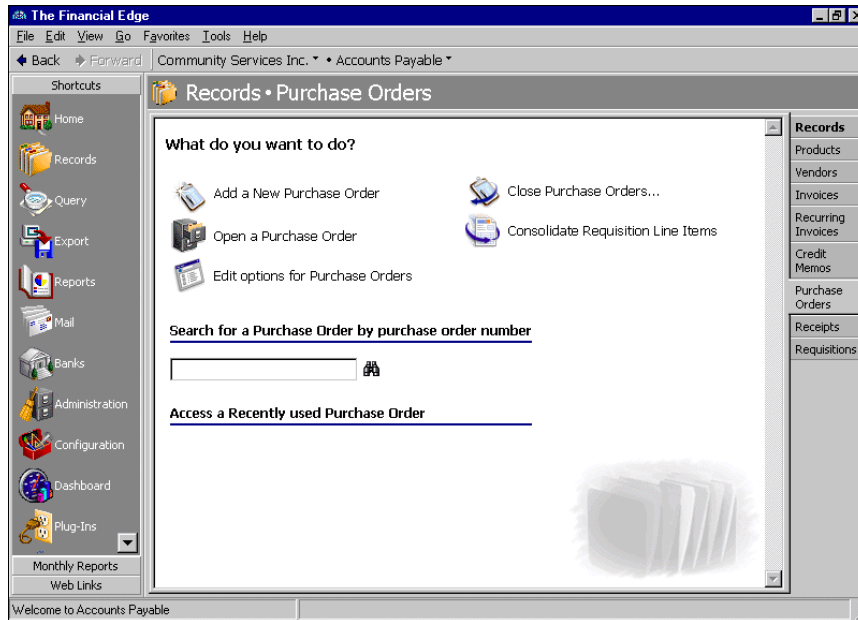 The Financial Edge
File Edit View Go Favorites Tools Help
Back Forward Community Services Inc. • Accounts Payable
Shortcuts
Home
Records
Query
Export
Reports
Mail
Banks
Administration
Configuration
Dashboard
Plug-Ins
Monthly Reports
Web Links
Records • Purchase Orders
What do you want to do?
Add a New Purchase Order
Open a Purchase Order
Edit options for Purchase Orders
Close Purchase Orders...
Consolidate Requisition Line Items
Search for a Purchase Order by purchase order number
Access a Recently used Purchase Order
Records
Products
Vendors
Invoices
Recurring
Invoices
Credit
Memos
Purchase
Orders
Receipts
Requisitions
Welcome to Accounts Payable